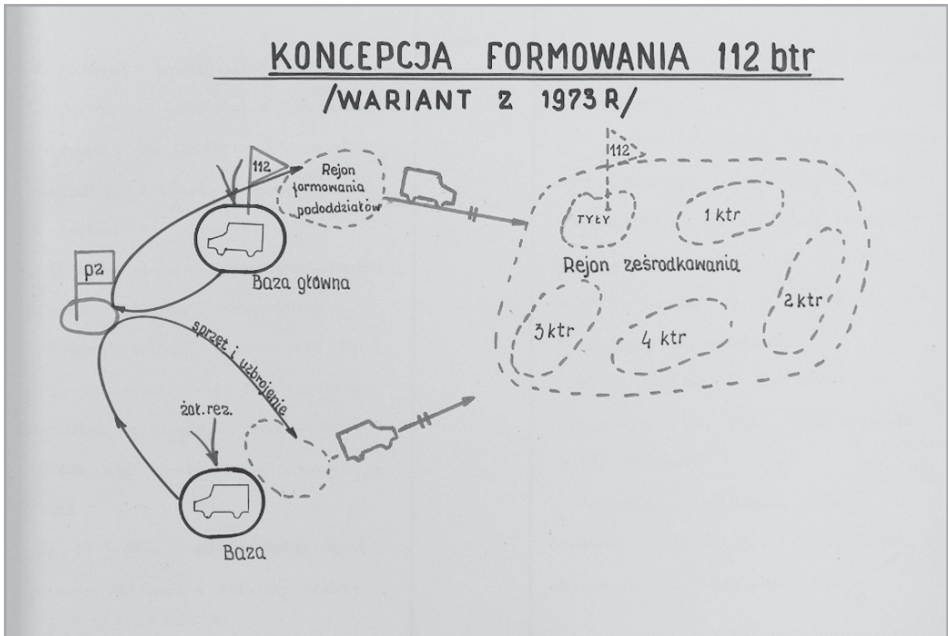 KONCEPCJA FORMOWANIA 112 btr
/WARIANT Z 1973R/
112
Rejon
formowania
pododdziałów
112
TYŁY
1 ktr
Rejon ześrodkowania
2 ktr
3 ktr
4 ktr
pz
Baza główna
sprzęt i uzbrojenie
żoł. rez.
Baza